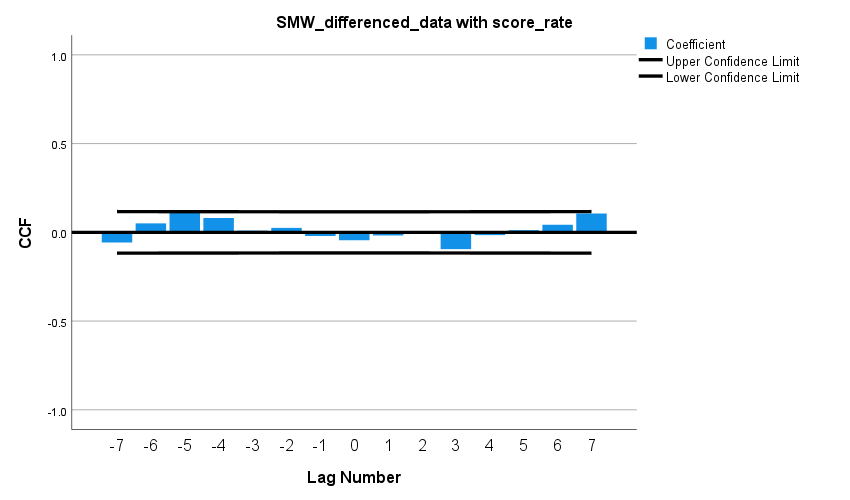 SMW_differenced_data with score_rate
Coefficient
Upper Confidence Limit
Lower Confidence Limit
1.0
0.5
0.0
-0.5
-1.0
CCF
-7 -6 -5 -4 -3 -2 -1 0 1 2 3 4 5 6 7
Lag Number